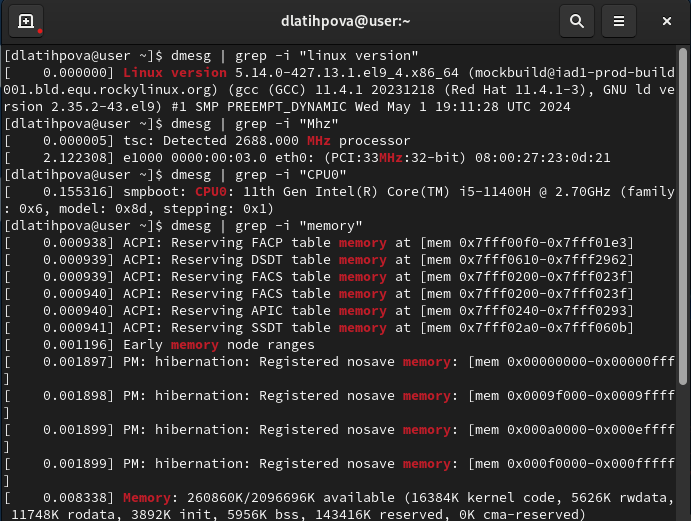 dlatihpova@user:~
[dlatihpova@user ~]$ dmesg | grep -i "linux version"
[    0.000000] Linux version 5.14.0-427.13.1.el9_4.x86_64 (mockbuild@iad1-prod-build
001.bld.equ.rockylinux.org) (gcc (GCC) 11.4.1 20231218 (Red Hat 11.4.1-3), GNU ld ve
rsion 2.35.2-43.el9) #1 SMP PREEMPT_DYNAMIC Wed May 1 19:11:28 UTC 2024
[dlatihpova@user ~]$ dmesg | grep -i "Mhz"
[    0.000005] tsc: Detected 2688.000 MHz processor
[    2.122308] e1000 0000:00:03.0 eth0: (PCI:33MHz:32-bit) 08:00:27:23:0d:21
[dlatihpova@user ~]$ dmesg | grep -i "CPU0"
[    0.155316] smpboot: CPU0: 11th Gen Intel(R) Core(TM) i5-11400H @ 2.70GHz (family
: 0x6, model: 0x8d, stepping: 0x1)
[dlatihpova@user ~]$ dmesg | grep -i "memory"
[    0.000938] ACPI: Reserving FACP table memory at [mem 0x7fff00f0-0x7fff01e3]
[    0.000939] ACPI: Reserving DSDT table memory at [mem 0x7fff0610-0x7fff2962]
[    0.000939] ACPI: Reserving FACS table memory at [mem 0x7fff0200-0x7fff023f]
[    0.000940] ACPI: Reserving FACS table memory at [mem 0x7fff0200-0x7fff023f]
[    0.000940] ACPI: Reserving APIC table memory at [mem 0x7fff0240-0x7fff0293]
[    0.000941] ACPI: Reserving SSDT table memory at [mem 0x7fff02a0-0x7fff060b]
[    0.001196] Early memory node ranges
[    0.001897] PM: hibernation: Registered nosave memory: [mem 0x00000000-0x00000fff
]
[    0.001898] PM: hibernation: Registered nosave memory: [mem 0x0009f000-0x0009ffff
]
[    0.001899] PM: hibernation: Registered nosave memory: [mem 0x000a0000-0x000effff
]
[    0.001899] PM: hibernation: Registered nosave memory: [mem 0x000f0000-0x000fffff
]
[    0.008338] Memory: 260860K/2096696K available (16384K kernel code, 5626K rwdata,
 11748K rodata, 3892K init, 5956K bss, 143416K reserved, 0K cma-reserved)